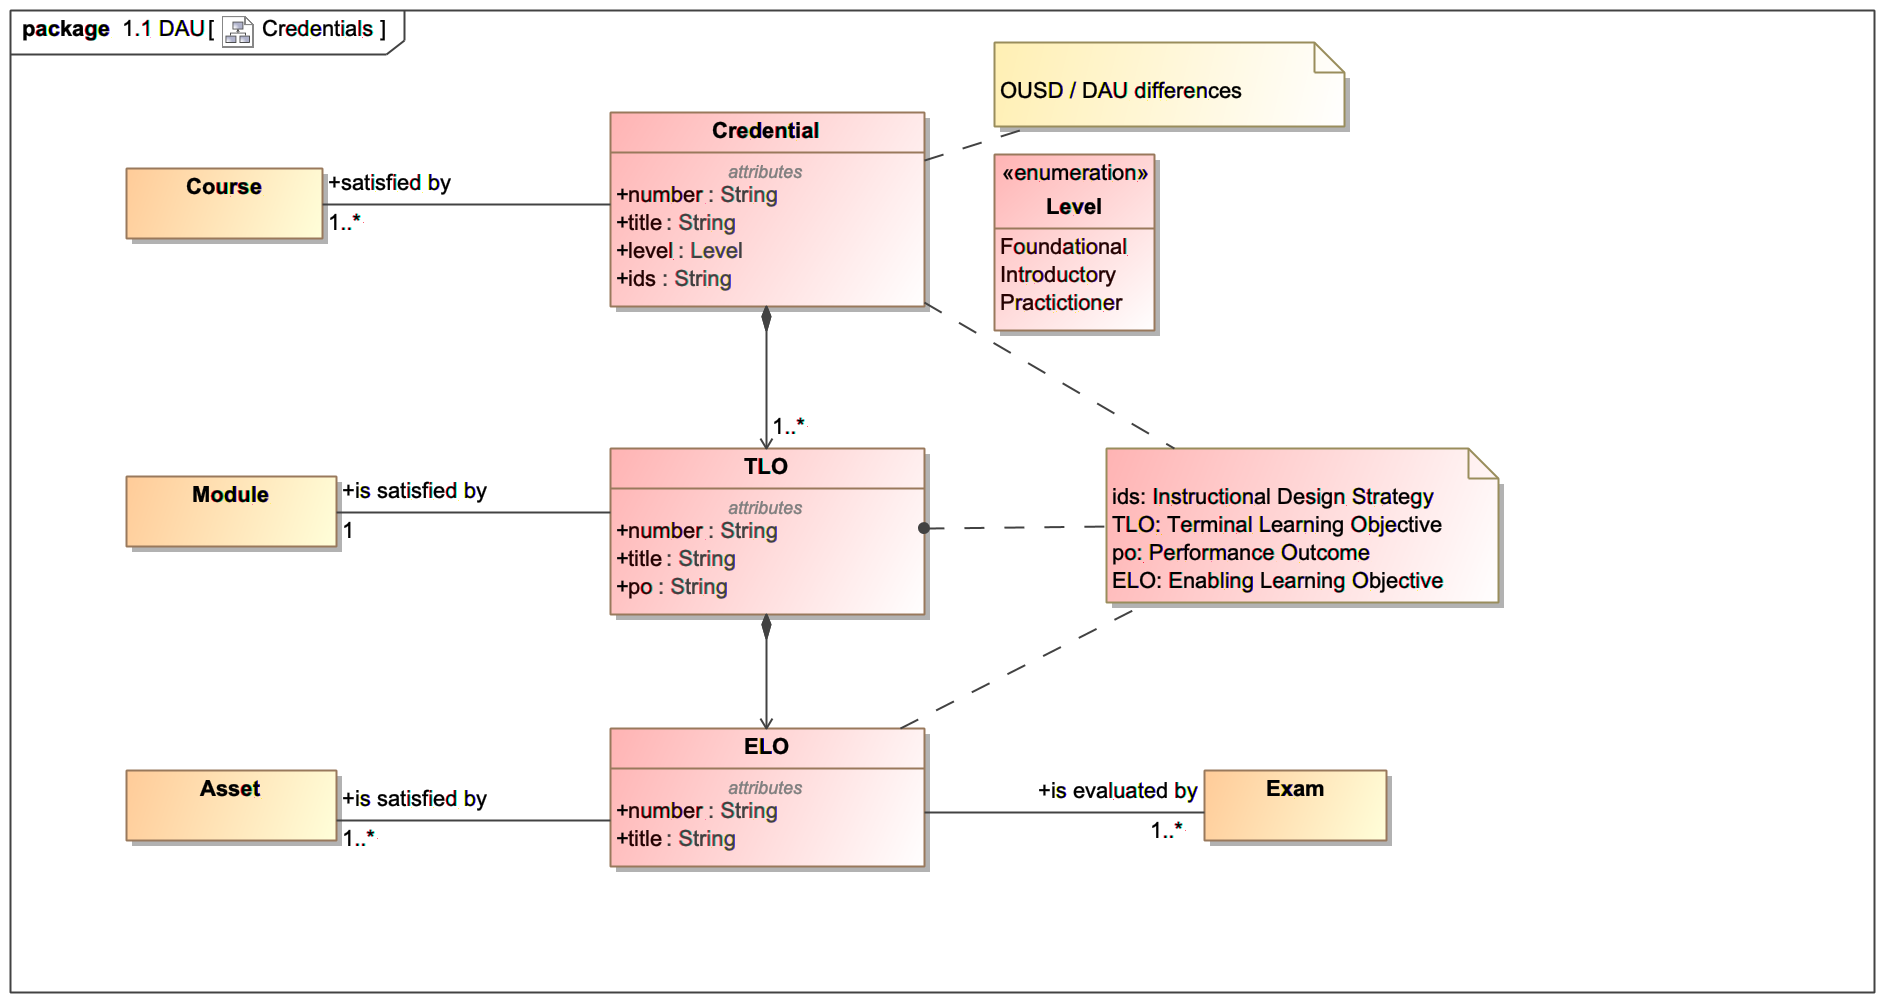 package 1.1 DAU[ Credentials ]
OUSD / DAU differences
Credential
attributes
+number : String
+title : String
+level : Level
+ids : String
Course
+satisfied by
1..*
«enumeration»
Level
Foundational
Introductory
Practictioner
1..*
TLO
attributes
+number : String
+title : String
+po : String
Module
+is satisfied by
1
ids: Instructional Design Strategy
TLO: Terminal Learning Objective
po: Performance Outcome
ELO: Enabling Learning Objective
ELO
attributes
+number : String
+title : String
Asset
+is satisfied by
1..*
+is evaluated by
1..*
Exam